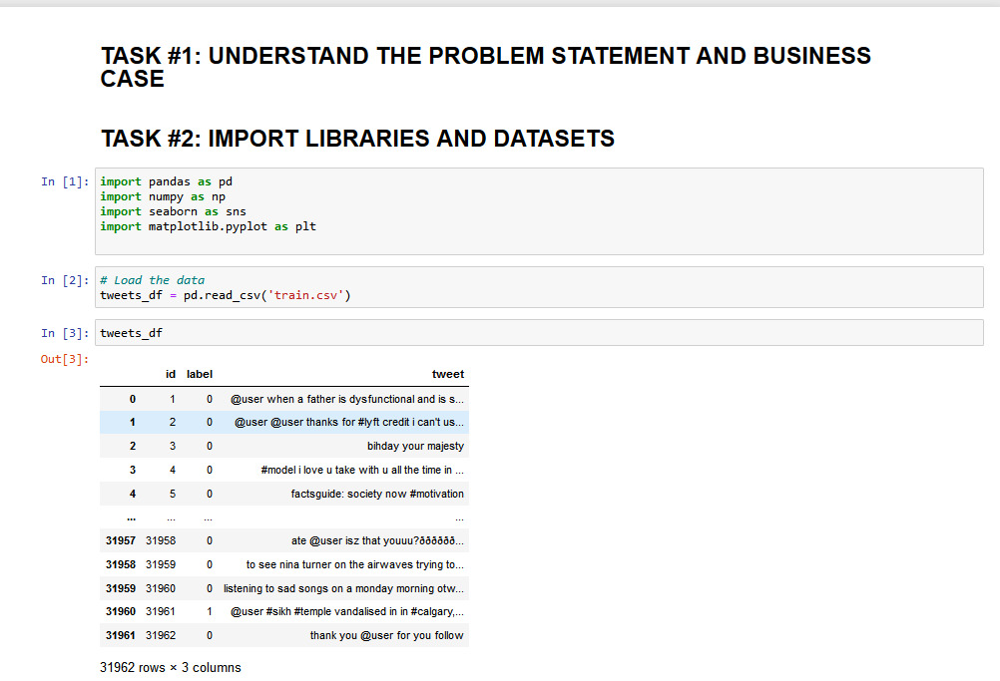 TASK #1: UNDERSTAND THE PROBLEM STATEMENT AND BUSINESS
CASE
TASK #2: IMPORT LIBRARIES AND DATASETS
In [1]: import pandas as pd
import numpy as np
import seaborn as sns
import matplotlib.pyplot as plt
In [2]: # Load the data
tweets_df = pd.read_csv('train.csv')
In [3]: tweets_df
Out[3]:
id label tweet
0 1 0 @user when a father is dysfunctional and is s...
1 2 0 @user @user thanks for #lyft credit i can't us...
2 3 0 bihday your majesty
3 4 0 #model i love u take with u all the time in ...
4 5 0 factsguide: society now #motivation
... ... ... ...
31957 31958 0 ate @user isz that youuu?ðððððð...
31958 31959 0 to see nina turner on the airwaves trying to...
31959 31960 0 listening to sad songs on a monday morning otw...
31960 31961 1 @user #sikh #temple vandalised in in #calgary,...
31961 31962 0 thank you @user for you follow
31962 rows × 3 columns